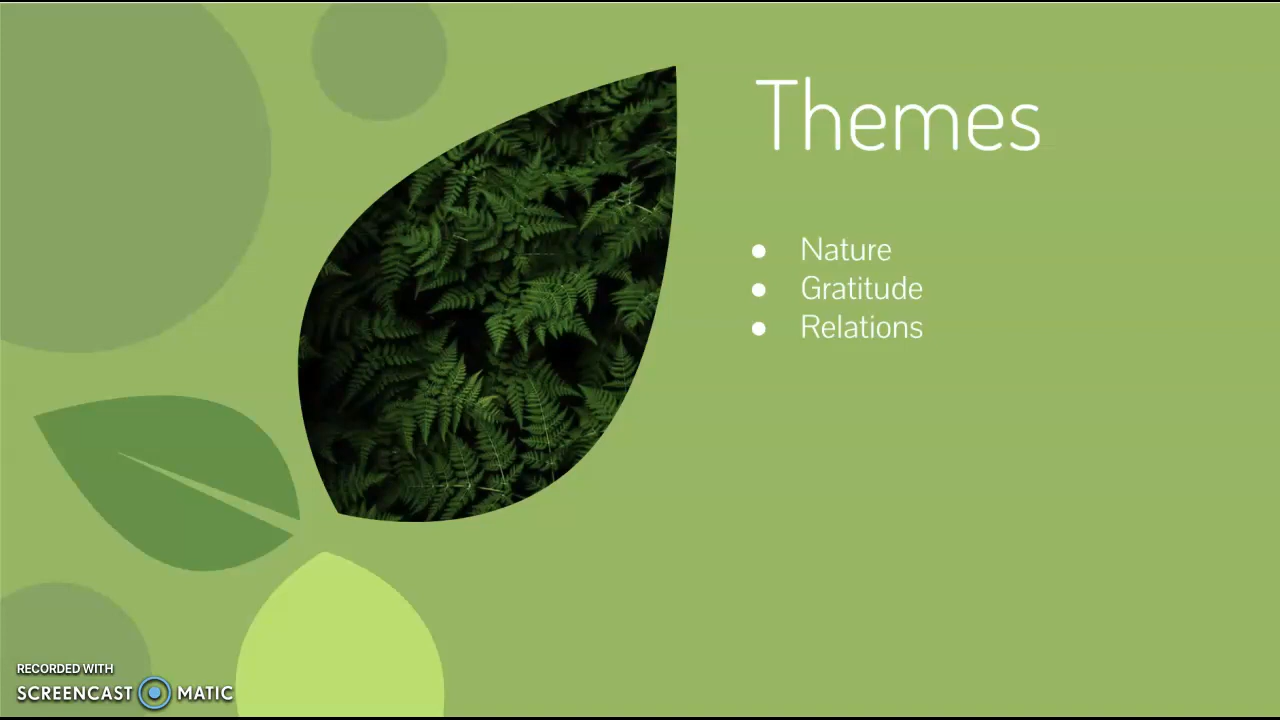 Themes
● Nature
● Gratitude
● Relations
RECORDED WITH
SCREENCAST MATIC